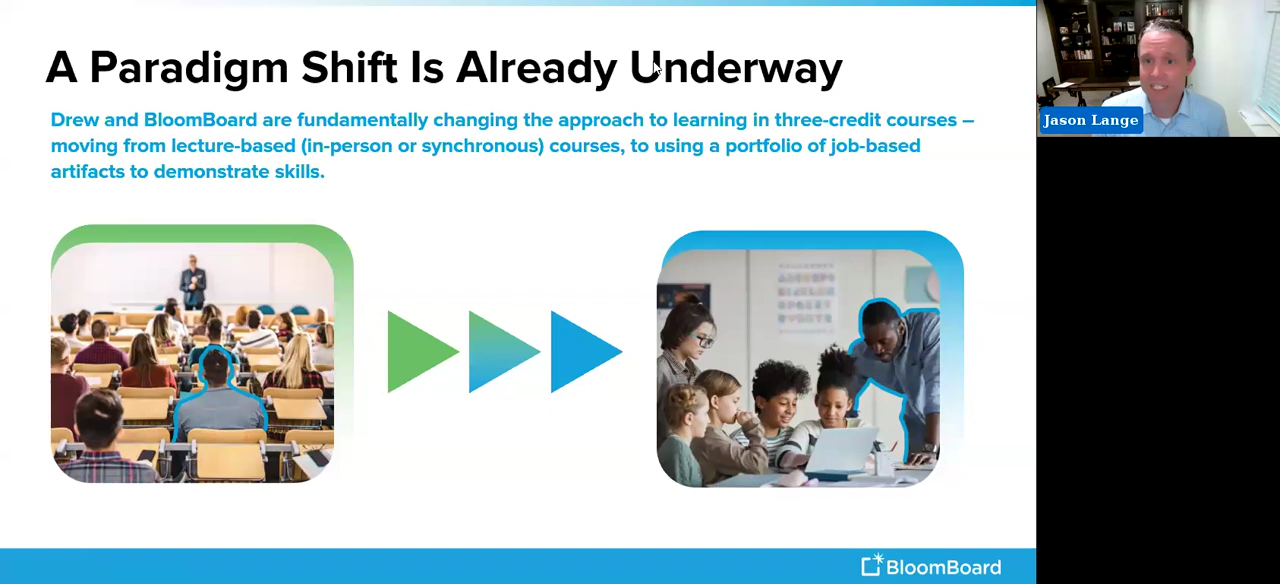 A Paradigm Shift Is Already Underway
Drew and BloomBoard are fundamentally changing the approach to learning in three-credit courses –
moving from lecture-based (in-person or synchronous) courses, to using a portfolio of job-based
artifacts to demonstrate skills.
Jason Lange
BloomBoard